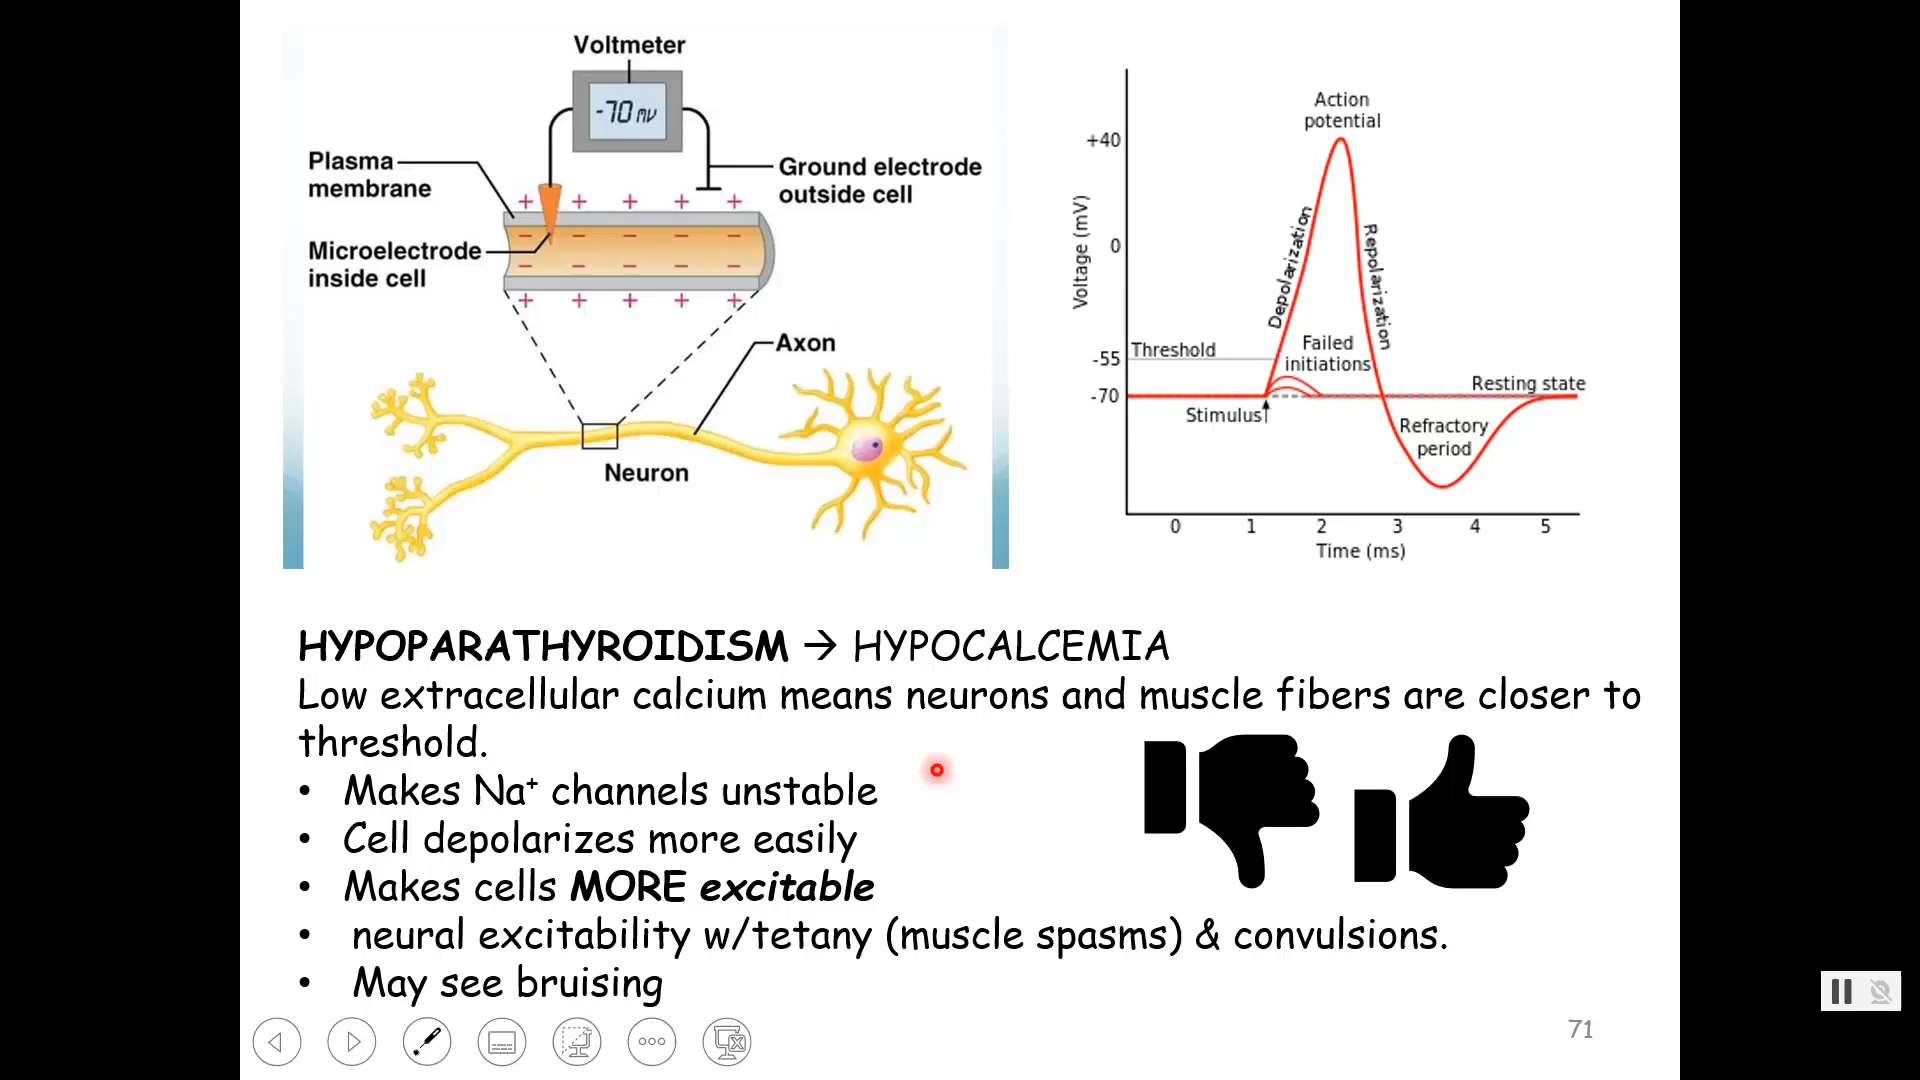 Voltmeter
-70 mv
Plasma
membrane
Ground electrode
outside cell
Microelectrode
inside cell
Axon
Neuron
Action
potential
+40
0
-55
-70
Voltage (mV)
Depolarization
Repolarization
Threshold
Failed
initiations
Stimulus
Resting state
Refractory
period
0 1 2 3 4 5
Time (ms)
HYPOPARATHYROIDISM → HYPOCALCEMIA
Low extracellular calcium means neurons and muscle fibers are closer to
threshold.
• Makes Na⁺ channels unstable
• Cell depolarizes more easily
• Makes cells MORE excitable
• neural excitability w/tetany (muscle spasms) & convulsions.
• May see bruising
71